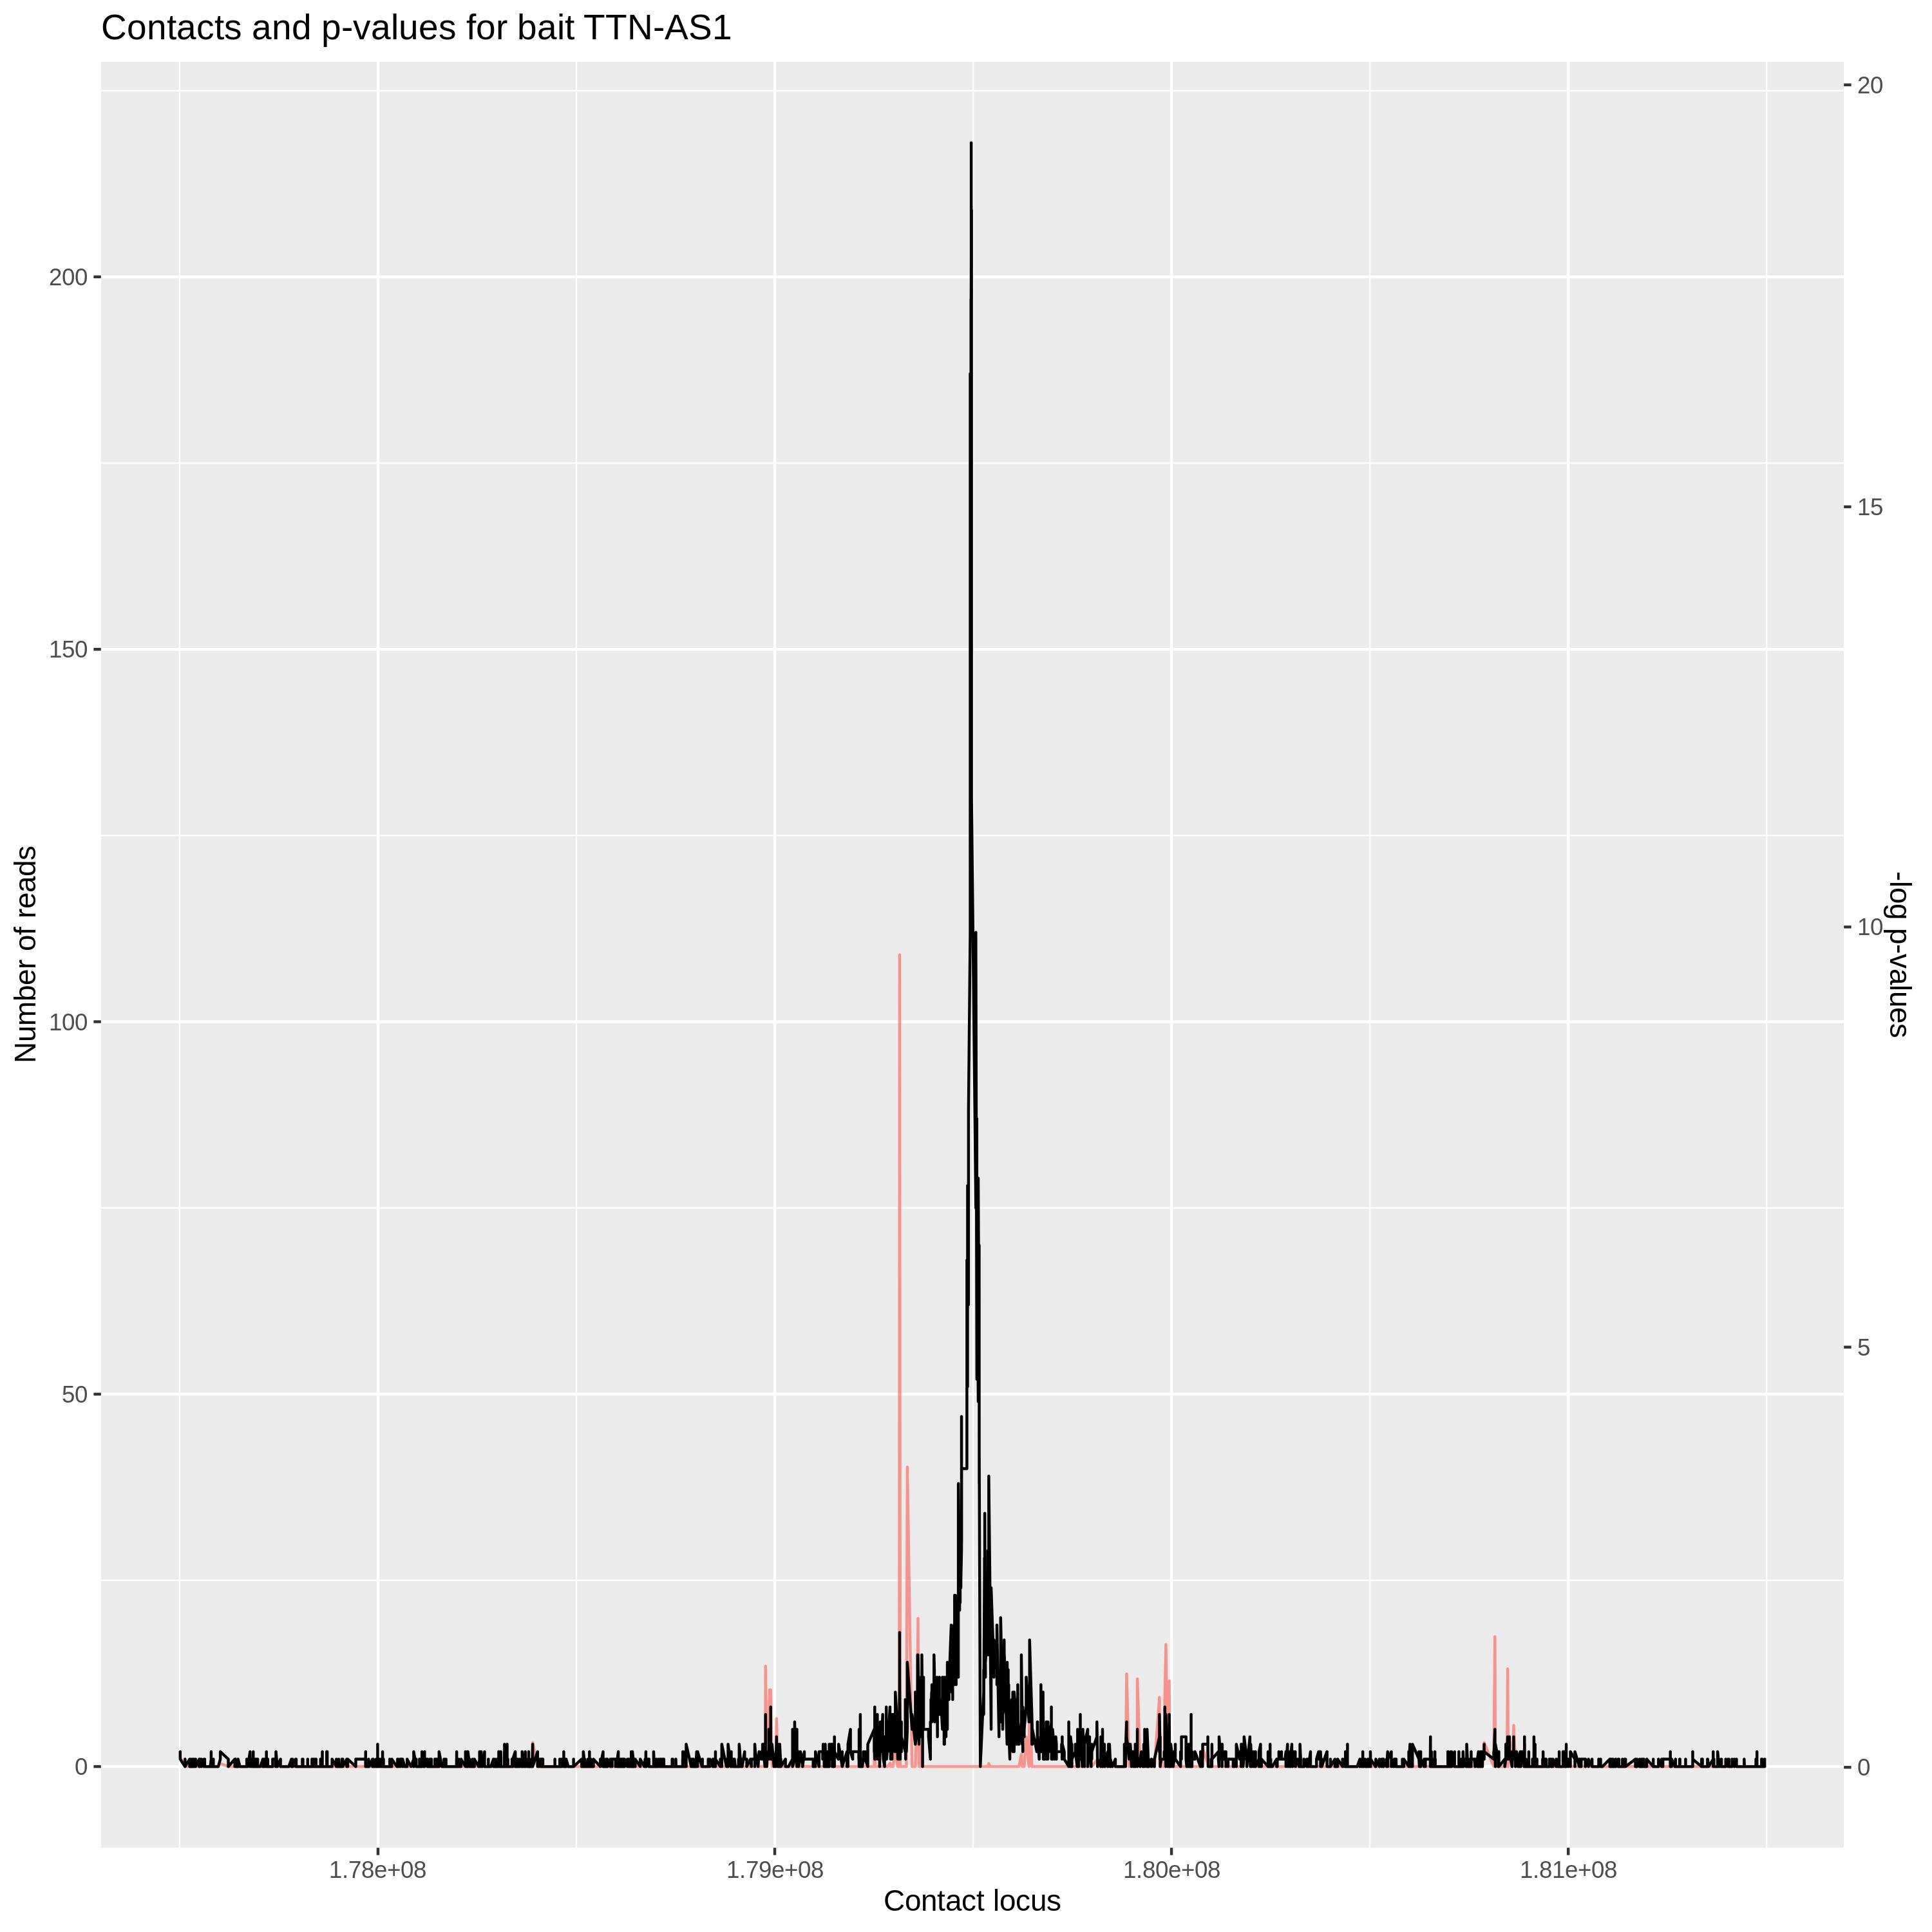 Contacts and p-values for bait TTN-AS1
Number of reads
200
150
100
50
0
20
15
10
5
0
-log p-values
1.78e+08
1.79e+08
1.80e+08
1.81e+08
Contact locus